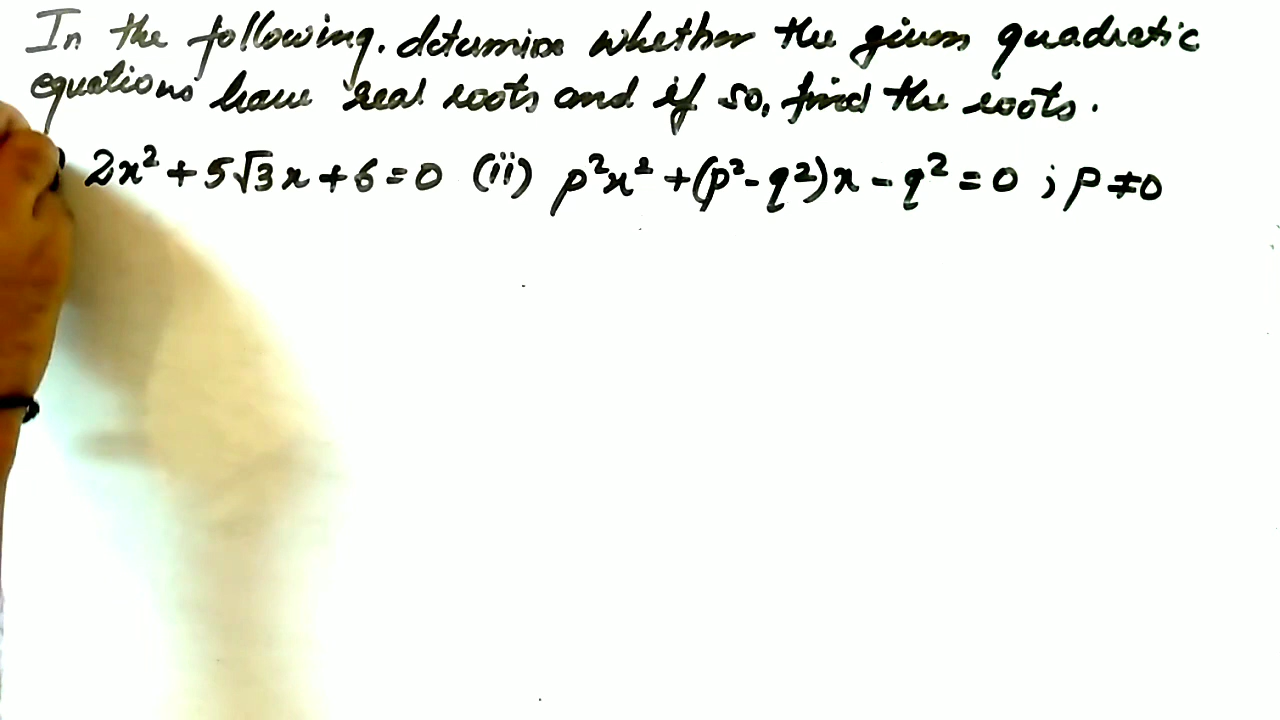 In the following. determine whether the given quadratic
equations have real roots and if so, find the roots.
2x² + 5√3x + 6 = 0 (ii) p²x² + (p² - q²)x - q² = 0 ; p ≠ 0